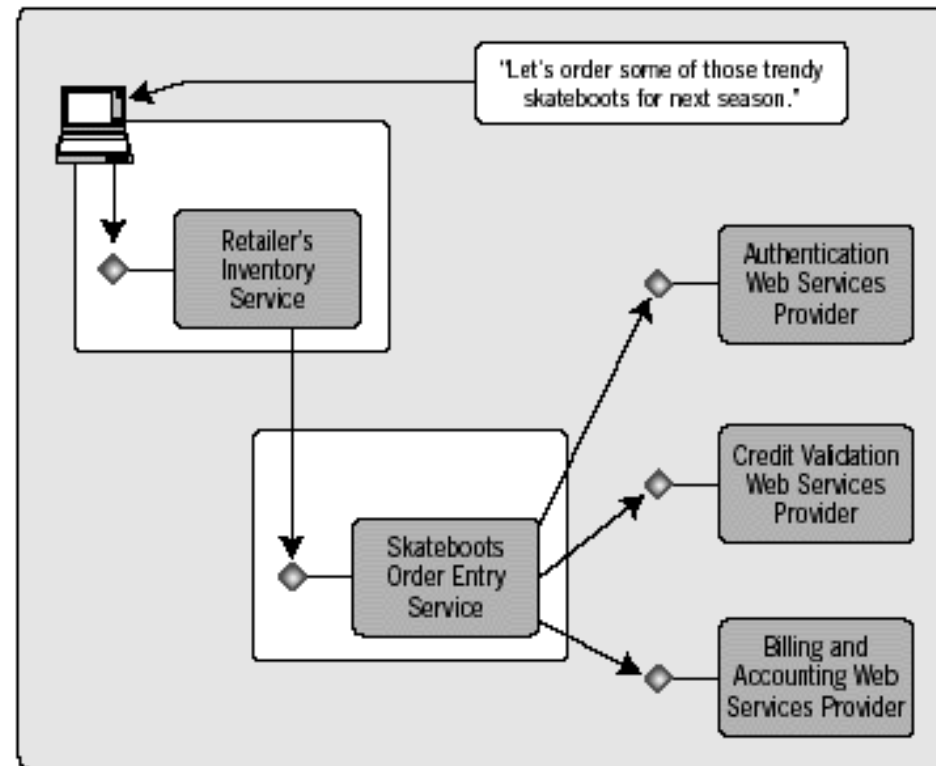 "Let's order some of those trendy
skateboots for next season."
Retailer's
Inventory
Service
Authentication
Web Services
Provider
Credit Validation
Web Services
Provider
Skateboots
Order Entry
Service
Billing and
Accounting Web
Services Provider